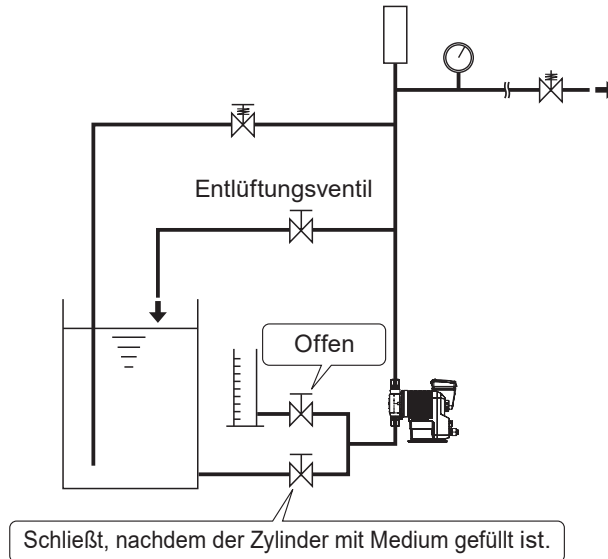 Entlüftungsventil
Offen
Schließt, nachdem der Zylinder mit Medium gefüllt ist.